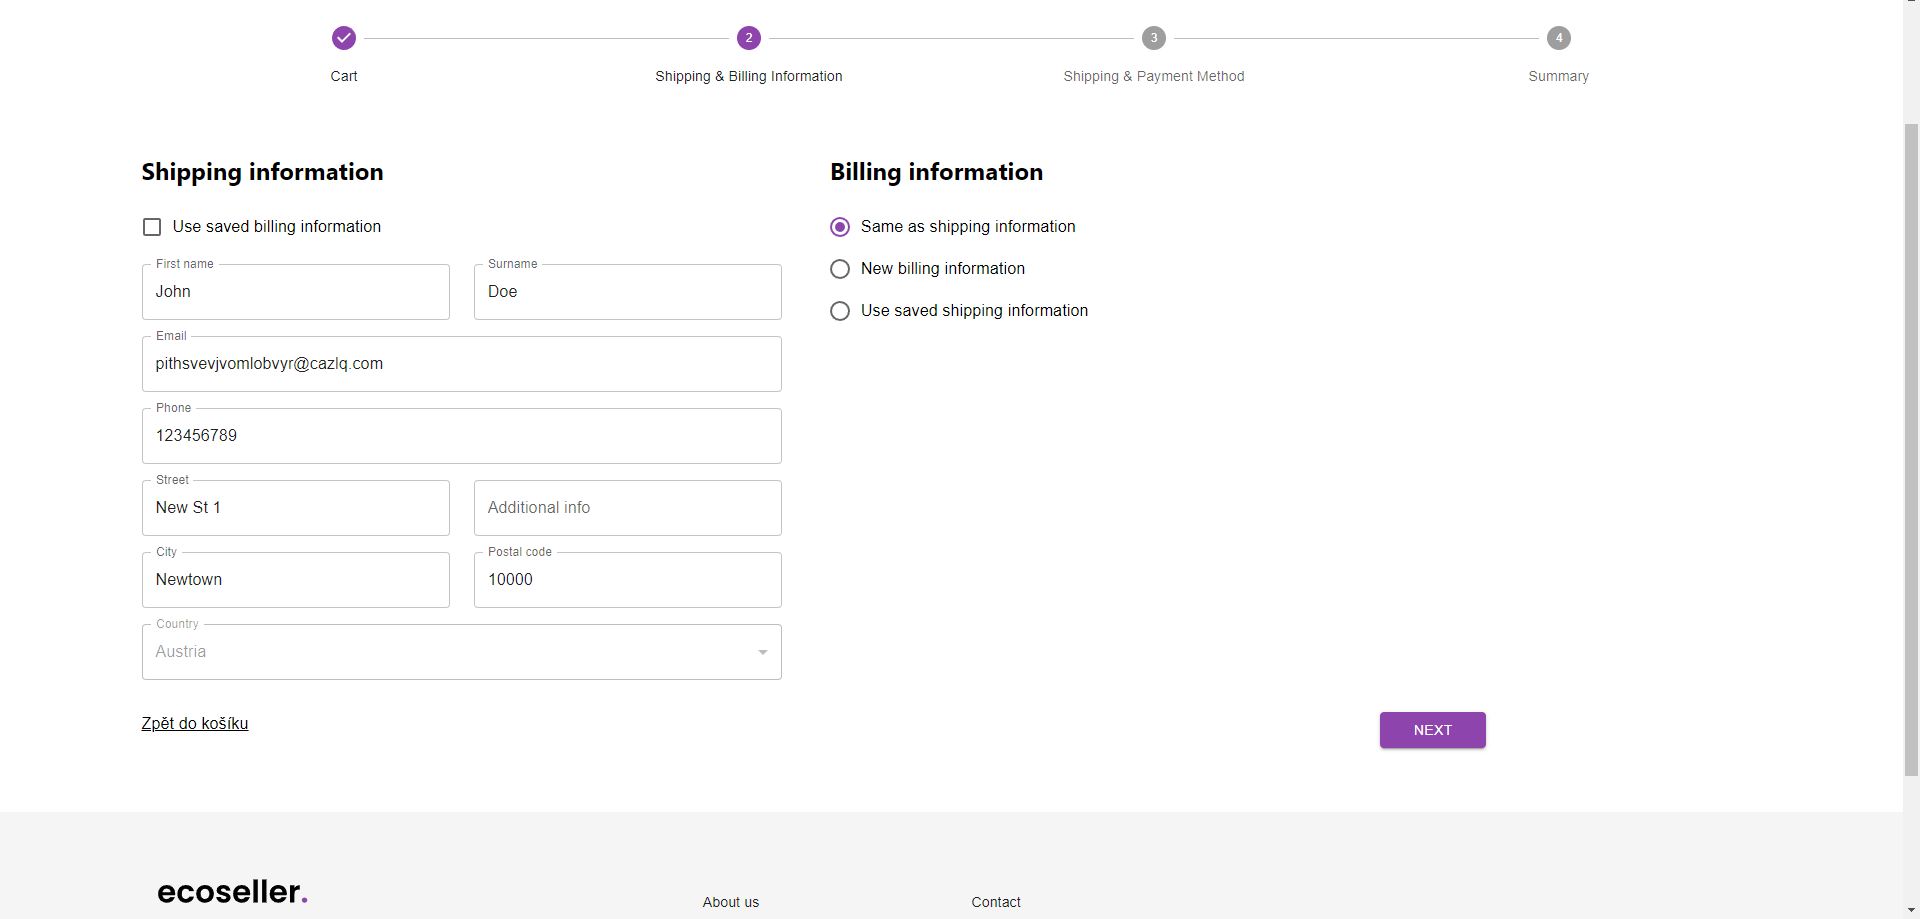 2
3
4
Cart
Shipping & Billing Information
Shipping & Payment Method
Summary
Shipping information
Use saved billing information
First name
John
Surname
Doe
Email
pithsvevjvomlobvyr@cazlq.com
Phone
123456789
Street
New St 1
Additional info
City
Newtown
Postal code
10000
Country
Austria
Zpět do košíku
Billing information
Same as shipping information
New billing information
Use saved shipping information
NEXT
ecoseller.
About us
Contact